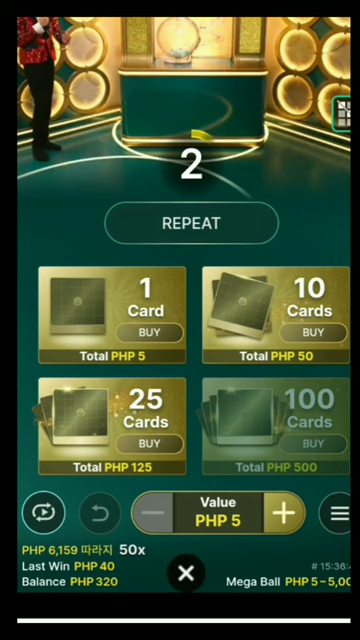 2
REPEAT
1
Card
BUY
Total PHP 5
10
Cards
BUY
Total PHP 50
25
Cards
BUY
Total PHP 125
100
Cards
BUY
Total PHP 500
Value
PHP 5
PHP 6,159 따라지 50x
Last Win PHP 40
# 15:36:
Balance PHP 320
Mega Ball PHP 5–5,00